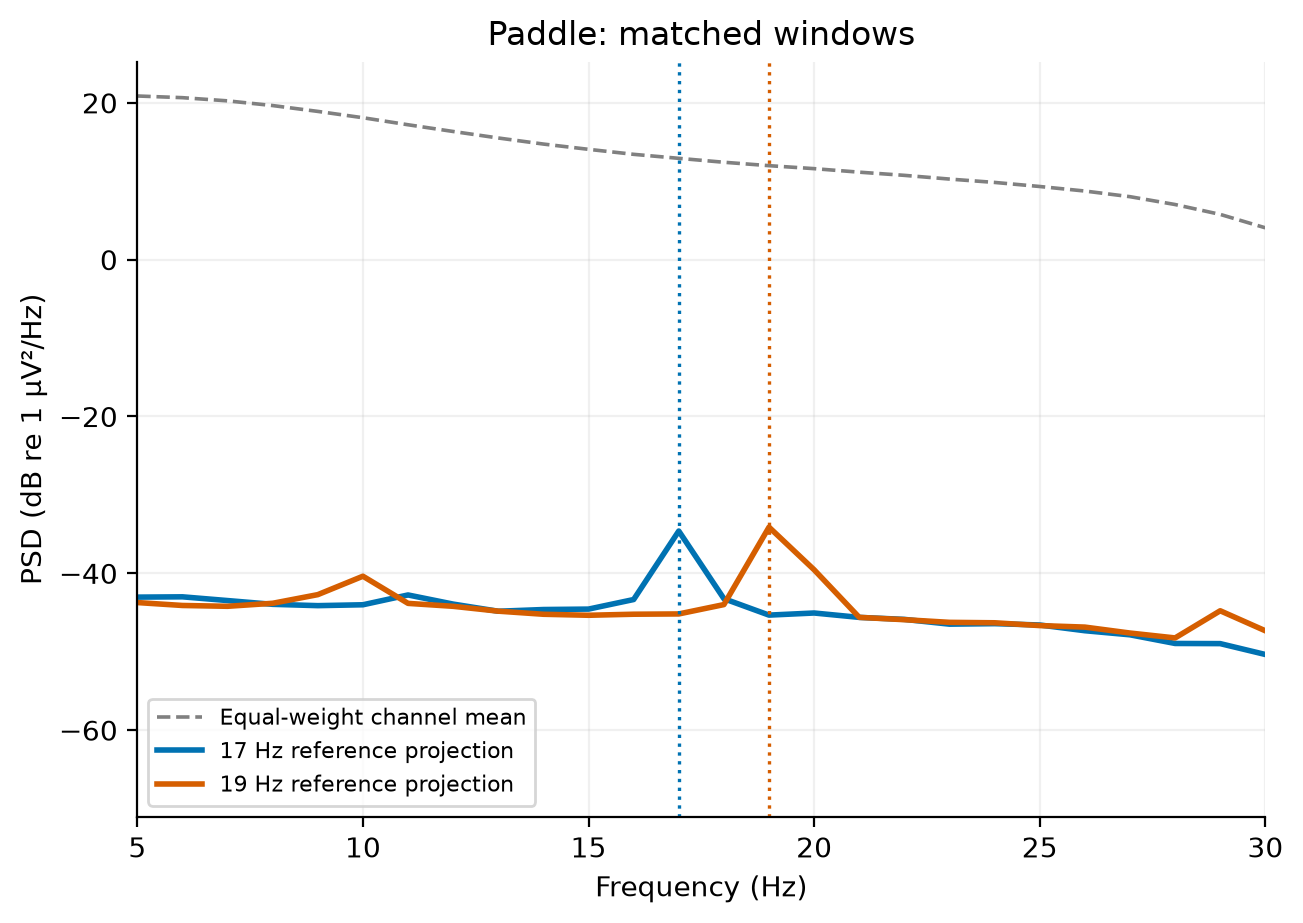 Paddle: matched windows
PSD (dB re 1 µV²/Hz)
20
0
−20
−40
−60
Equal-weight channel mean
17 Hz reference projection
19 Hz reference projection
5 10 15 20 25 30
Frequency (Hz)